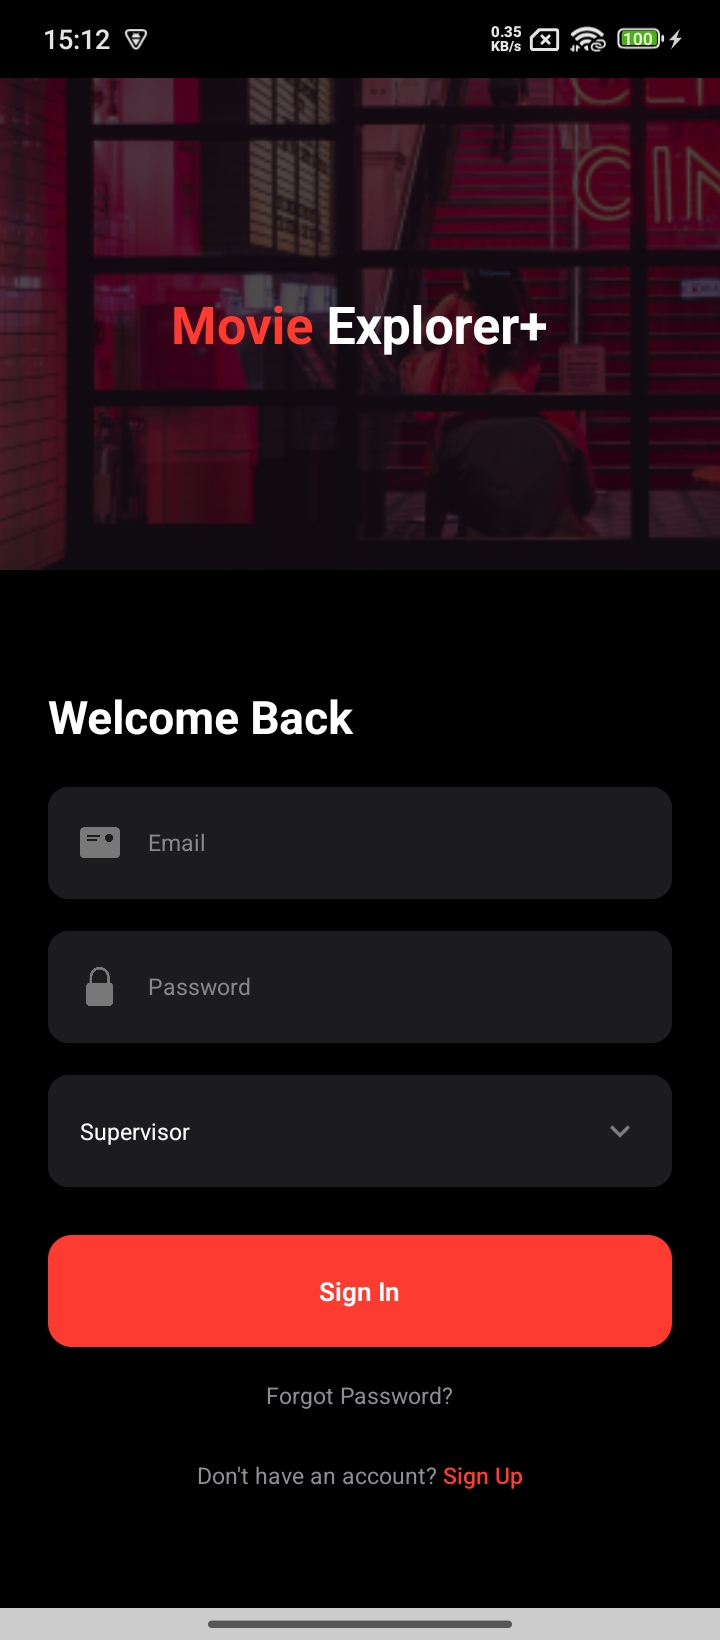 15:12
0.35
KB/s
100
CIN
Movie Explorer+
Welcome Back
Email
Password
Supervisor
Sign In
Forgot Password?
Don't have an account? Sign Up